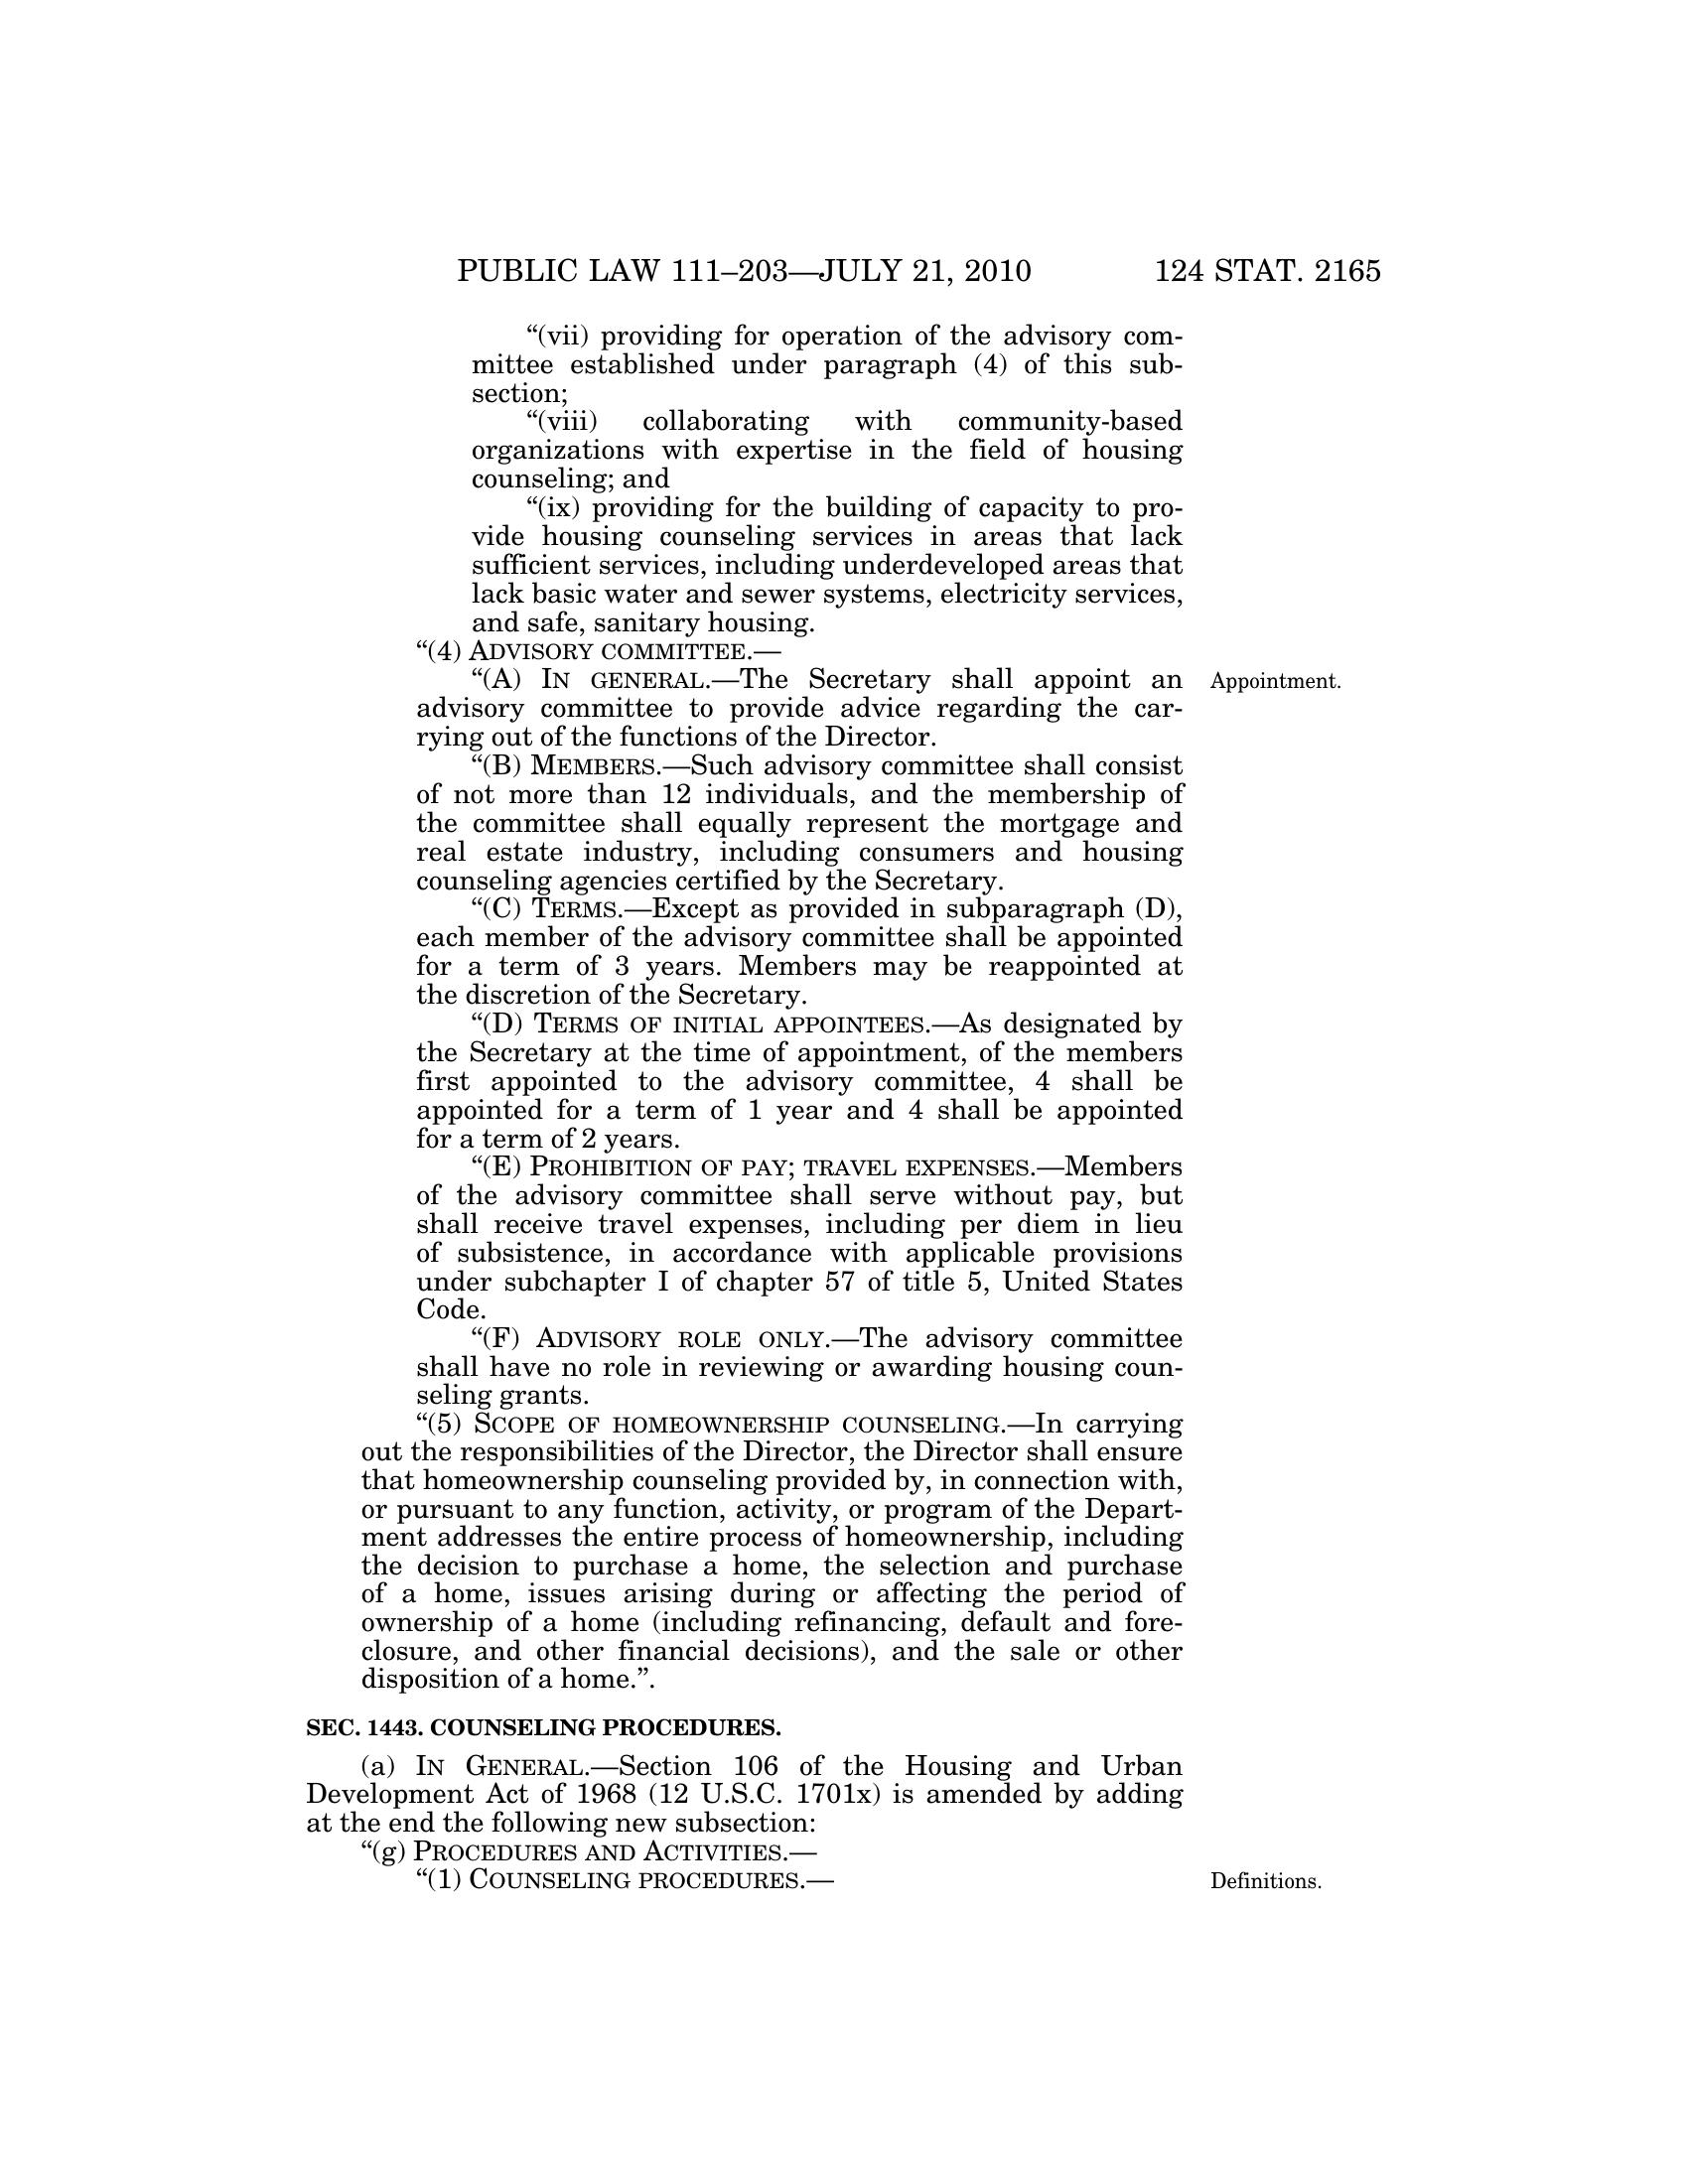 PUBLIC LAW 111–203—JULY 21, 2010 124 STAT. 2165
“(vii) providing for operation of the advisory com-
mittee established under paragraph (4) of this sub-
section;
“(viii) collaborating with community-based
organizations with expertise in the field of housing
counseling; and
“(ix) providing for the building of capacity to pro-
vide housing counseling services in areas that lack
sufficient services, including underdeveloped areas that
lack basic water and sewer systems, electricity services,
and safe, sanitary housing.
“(4) ADVISORY COMMITTEE.—
“(A) IN GENERAL.—The Secretary shall appoint an
Appointment.
advisory committee to provide advice regarding the car-
rying out of the functions of the Director.
“(B) MEMBERS.—Such advisory committee shall consist
of not more than 12 individuals, and the membership of
the committee shall equally represent the mortgage and
real estate industry, including consumers and housing
counseling agencies certified by the Secretary.
“(C) TERMS.—Except as provided in subparagraph (D),
each member of the advisory committee shall be appointed
for a term of 3 years. Members may be reappointed at
the discretion of the Secretary.
“(D) TERMS OF INITIAL APPOINTEES.—As designated by
the Secretary at the time of appointment, of the members
first appointed to the advisory committee, 4 shall be
appointed for a term of 1 year and 4 shall be appointed
for a term of 2 years.
“(E) PROHIBITION OF PAY; TRAVEL EXPENSES.—Members
of the advisory committee shall serve without pay, but
shall receive travel expenses, including per diem in lieu
of subsistence, in accordance with applicable provisions
under subchapter I of chapter 57 of title 5, United States
Code.
“(F) ADVISORY ROLE ONLY.—The advisory committee
shall have no role in reviewing or awarding housing coun-
seling grants.
“(5) SCOPE OF HOMEOWNERSHIP COUNSELING.—In carrying
out the responsibilities of the Director, the Director shall ensure
that homeownership counseling provided by, in connection with,
or pursuant to any function, activity, or program of the Depart-
ment addresses the entire process of homeownership, including
the decision to purchase a home, the selection and purchase
of a home, issues arising during or affecting the period of
ownership of a home (including refinancing, default and fore-
closure, and other financial decisions), and the sale or other
disposition of a home.”.
SEC. 1443. COUNSELING PROCEDURES.
(a) IN GENERAL.—Section 106 of the Housing and Urban
Development Act of 1968 (12 U.S.C. 1701x) is amended by adding
at the end the following new subsection:
“(g) PROCEDURES AND ACTIVITIES.—
“(1) COUNSELING PROCEDURES.—
Definitions.